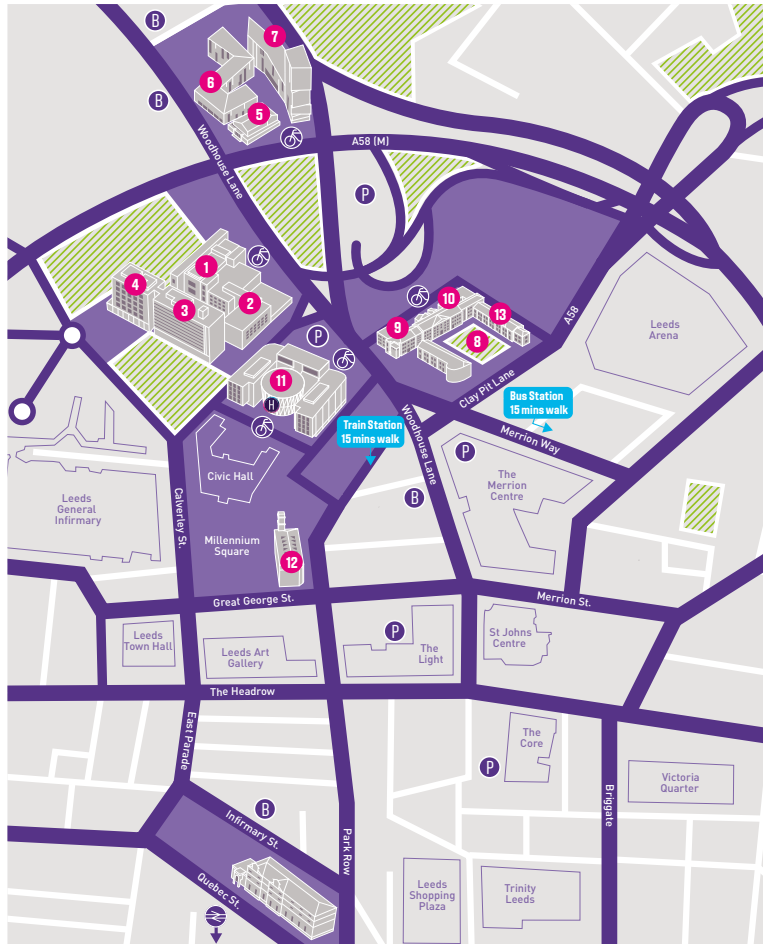 B
7
6
B
5
Woodhouse Lane
A58 (M)
P
1
4
3
2
10
13
9
8
A58
Leeds
Arena
P
11
H
Clay Pit Lane
Bus Station
15 mins walk
Train Station
15 mins walk
Woodhouse Lane
Merrion Way
P
The
Merrion
Centre
Civic Hall
B
Leeds
General
Infirmary
Calverley St.
Millennium
Square
12
Great George St.
Merrion St.
Leeds
Town Hall
Leeds Art
Gallery
P
The
Light
St Johns
Centre
The Headrow
East Parade
The
Core
P
Victoria
Quarter
B
Infirmary St.
Park Row
Briggate
Quebec St.
Leeds
Shopping
Plaza
Trinity
Leeds